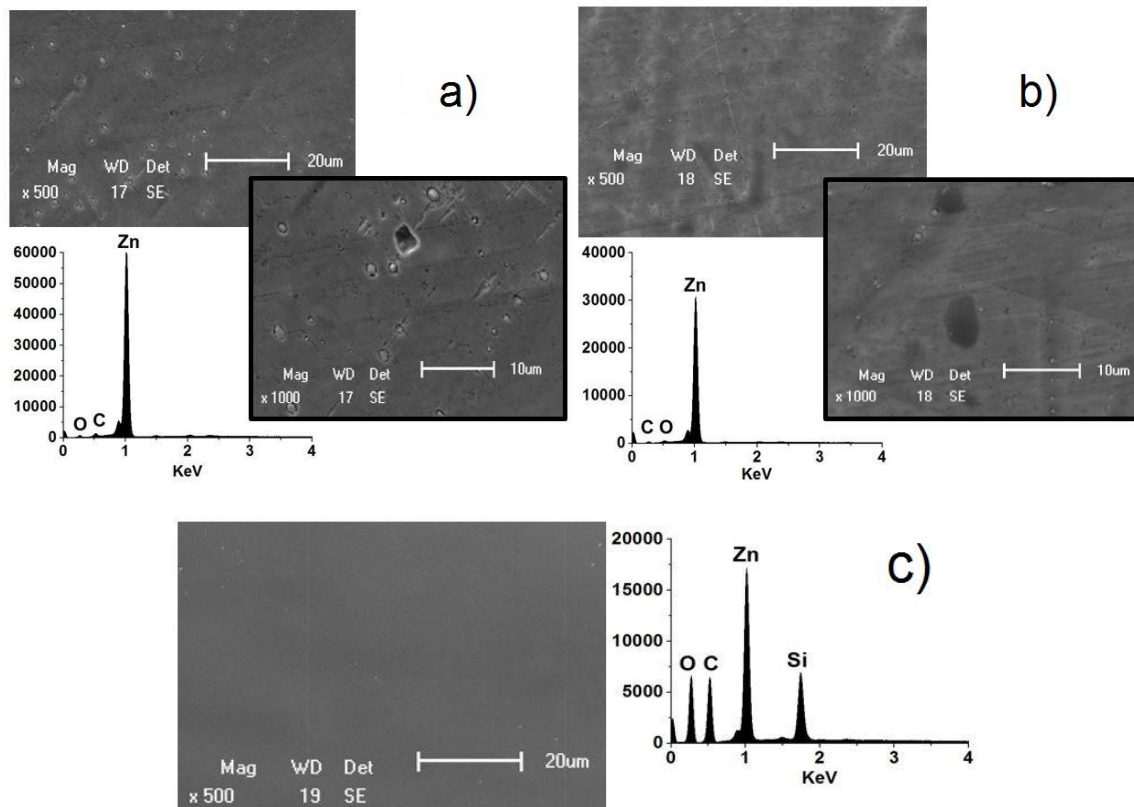 a)
Mag WD Det 20um
x 500 17 SE
Mag WD Det 10um
x 1000 17 SE
60000
50000
40000
30000
20000
10000
0
Zn
O C
0 1 2 3 4
KeV
b)
Mag WD Det 20um
x 500 18 SE
Mag WD Det 10um
x 1000 18 SE
40000
30000
20000
10000
0
Zn
C O
0 1 2 3 4
KeV
Mag WD Det 20um
x 500 19 SE
c)
20000
15000
10000
5000
0
Zn
O C Si
0 1 2 3 4
KeV